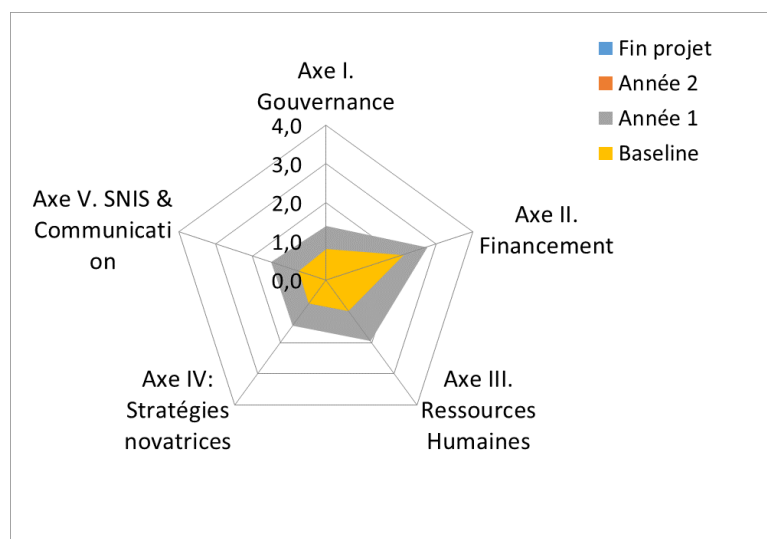 Axe I.
Gouvernance
4,0
3,0
2,0
1,0
0,0
Axe II.
Financement
Axe III.
Ressources
Humaines
Axe IV:
Stratégies
novatrices
Axe V. SNIS &
Communicati
on
Fin projet
Année 2
Année 1
Baseline